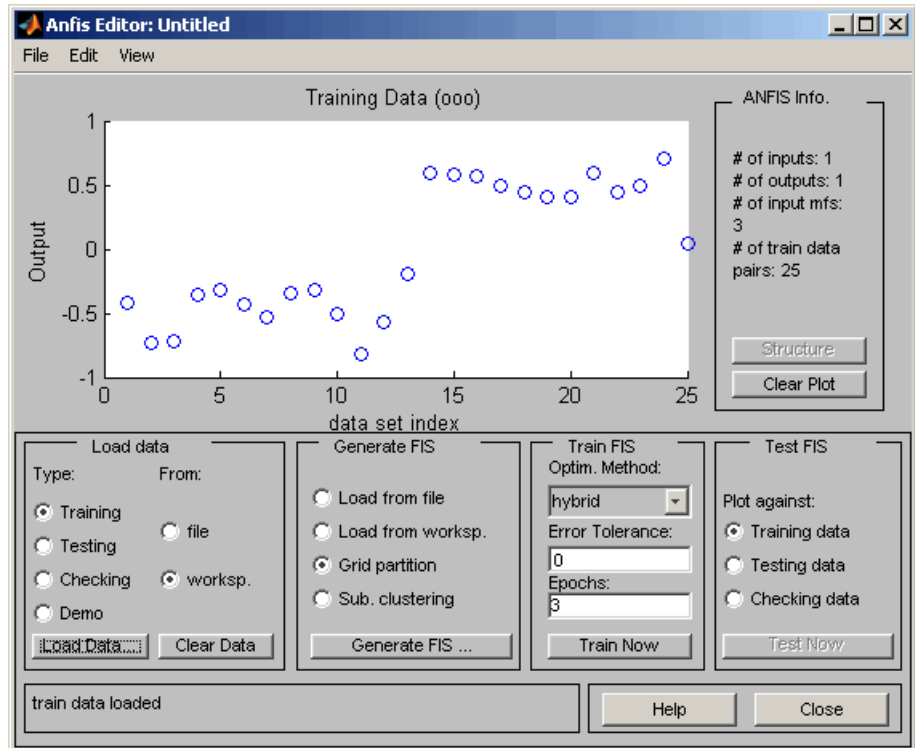 Anfis Editor: Untitled
File Edit View
Training Data (ooo)
1
0.5
0
-0.5
-1
Output
0 5 10 15 20 25
data set index
ANFIS Info.
# of inputs: 1
# of outputs: 1
# of input mfs:
3
# of train data
pairs: 25
Structure
Clear Plot
Load data
Type: From:
Training
Testing
Checking
Demo
file
worksp.
Load Data...
Clear Data
Generate FIS
Load from file
Load from worksp.
Grid partition
Sub. clustering
Generate FIS ...
Train FIS
Optim. Method:
hybrid
Error Tolerance:
0
Epochs:
3
Train Now
Test FIS
Plot against:
Training data
Testing data
Checking data
Test Now
train data loaded
Help
Close